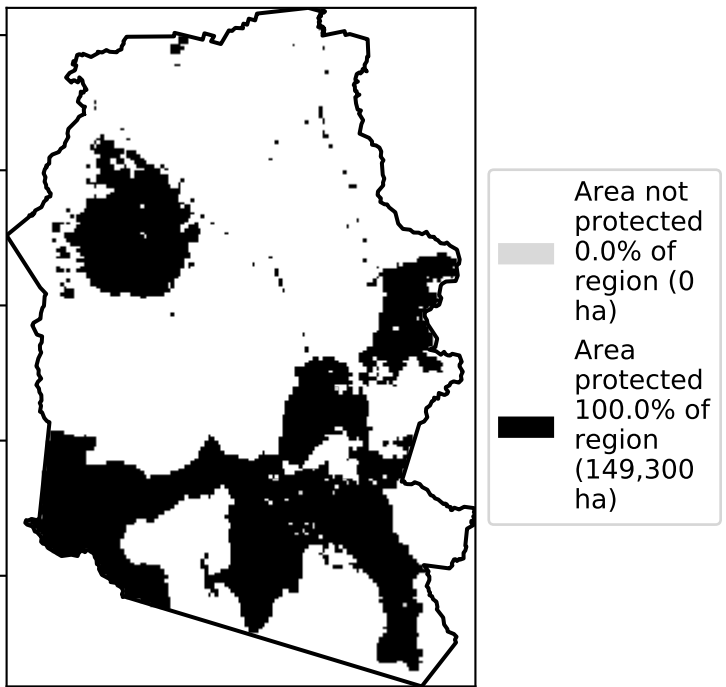 Area not
protected
0.0% of
region (0
ha)
Area
protected
100.0% of
region
(149,300
ha)